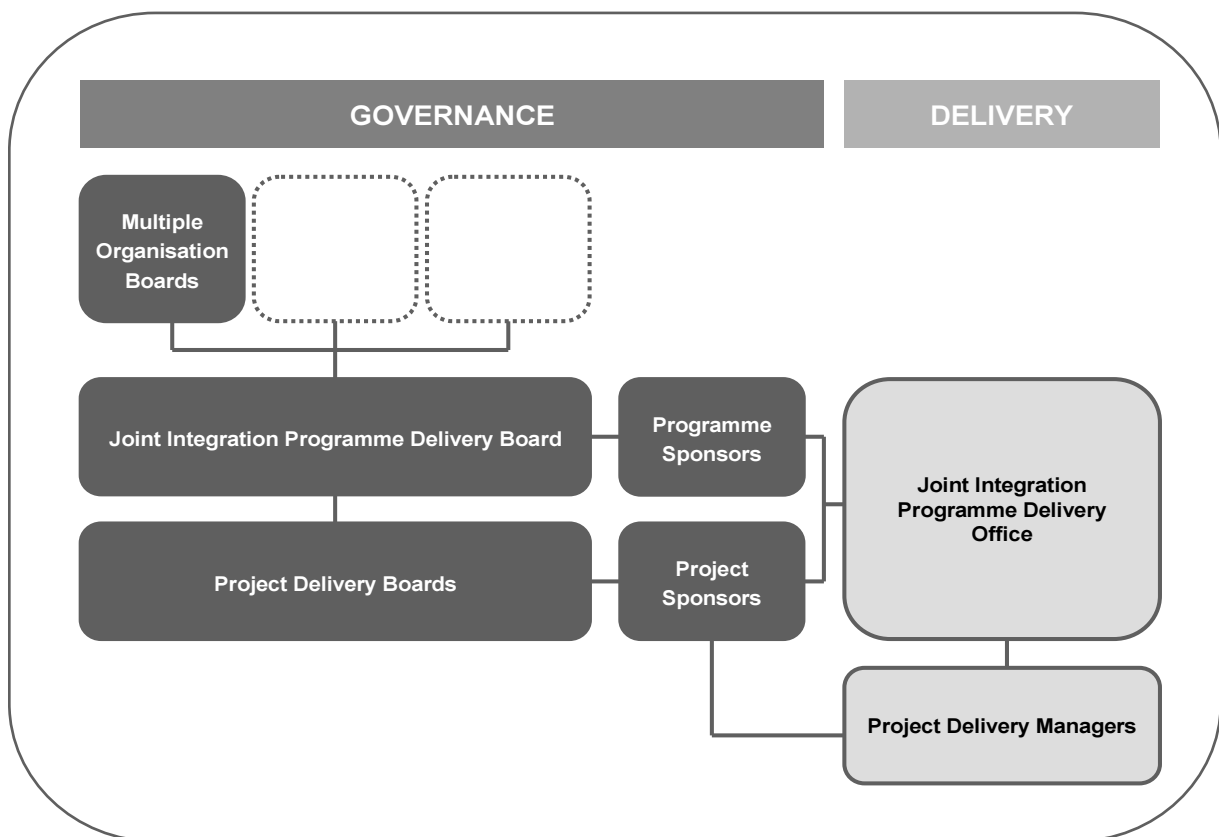 GOVERNANCE
DELIVERY
Multiple
Organisation
Boards
Joint Integration Programme Delivery Board
Programme
Sponsors
Joint Integration
Programme Delivery
Office
Project Delivery Boards
Project
Sponsors
Project Delivery Managers